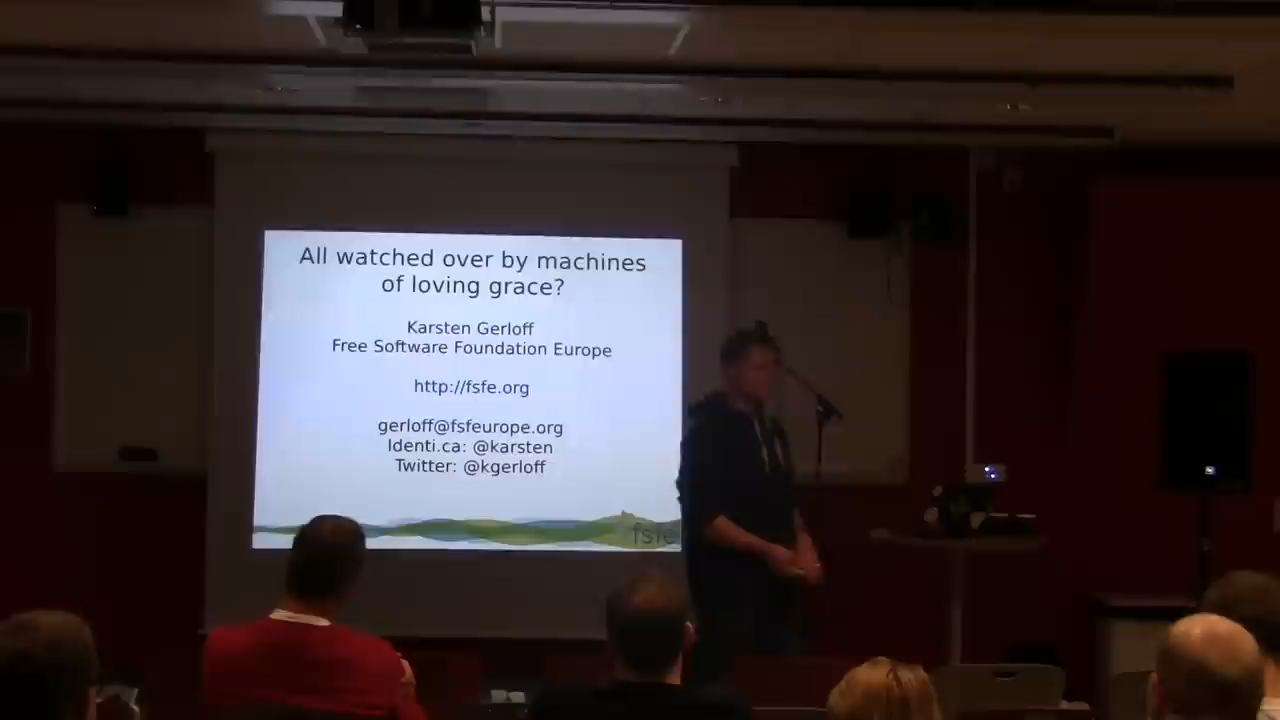 All watched over by machines
of loving grace?
Karsten Gerloff
Free Software Foundation Europe
http://fsfe.org
gerloff@fsfeurope.org
Identi.ca: @karsten
Twitter: @kgerloff
fsfe